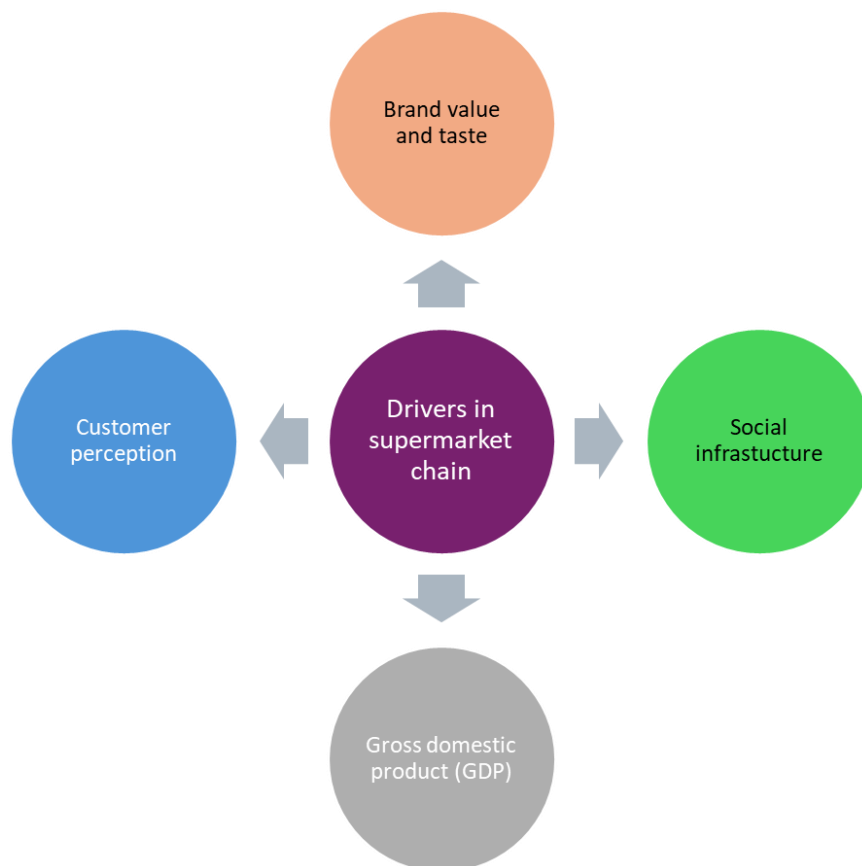 Brand value
and taste
Customer
perception
Drivers in
supermarket
chain
Social
infrastucture
Gross domestic
product (GDP)